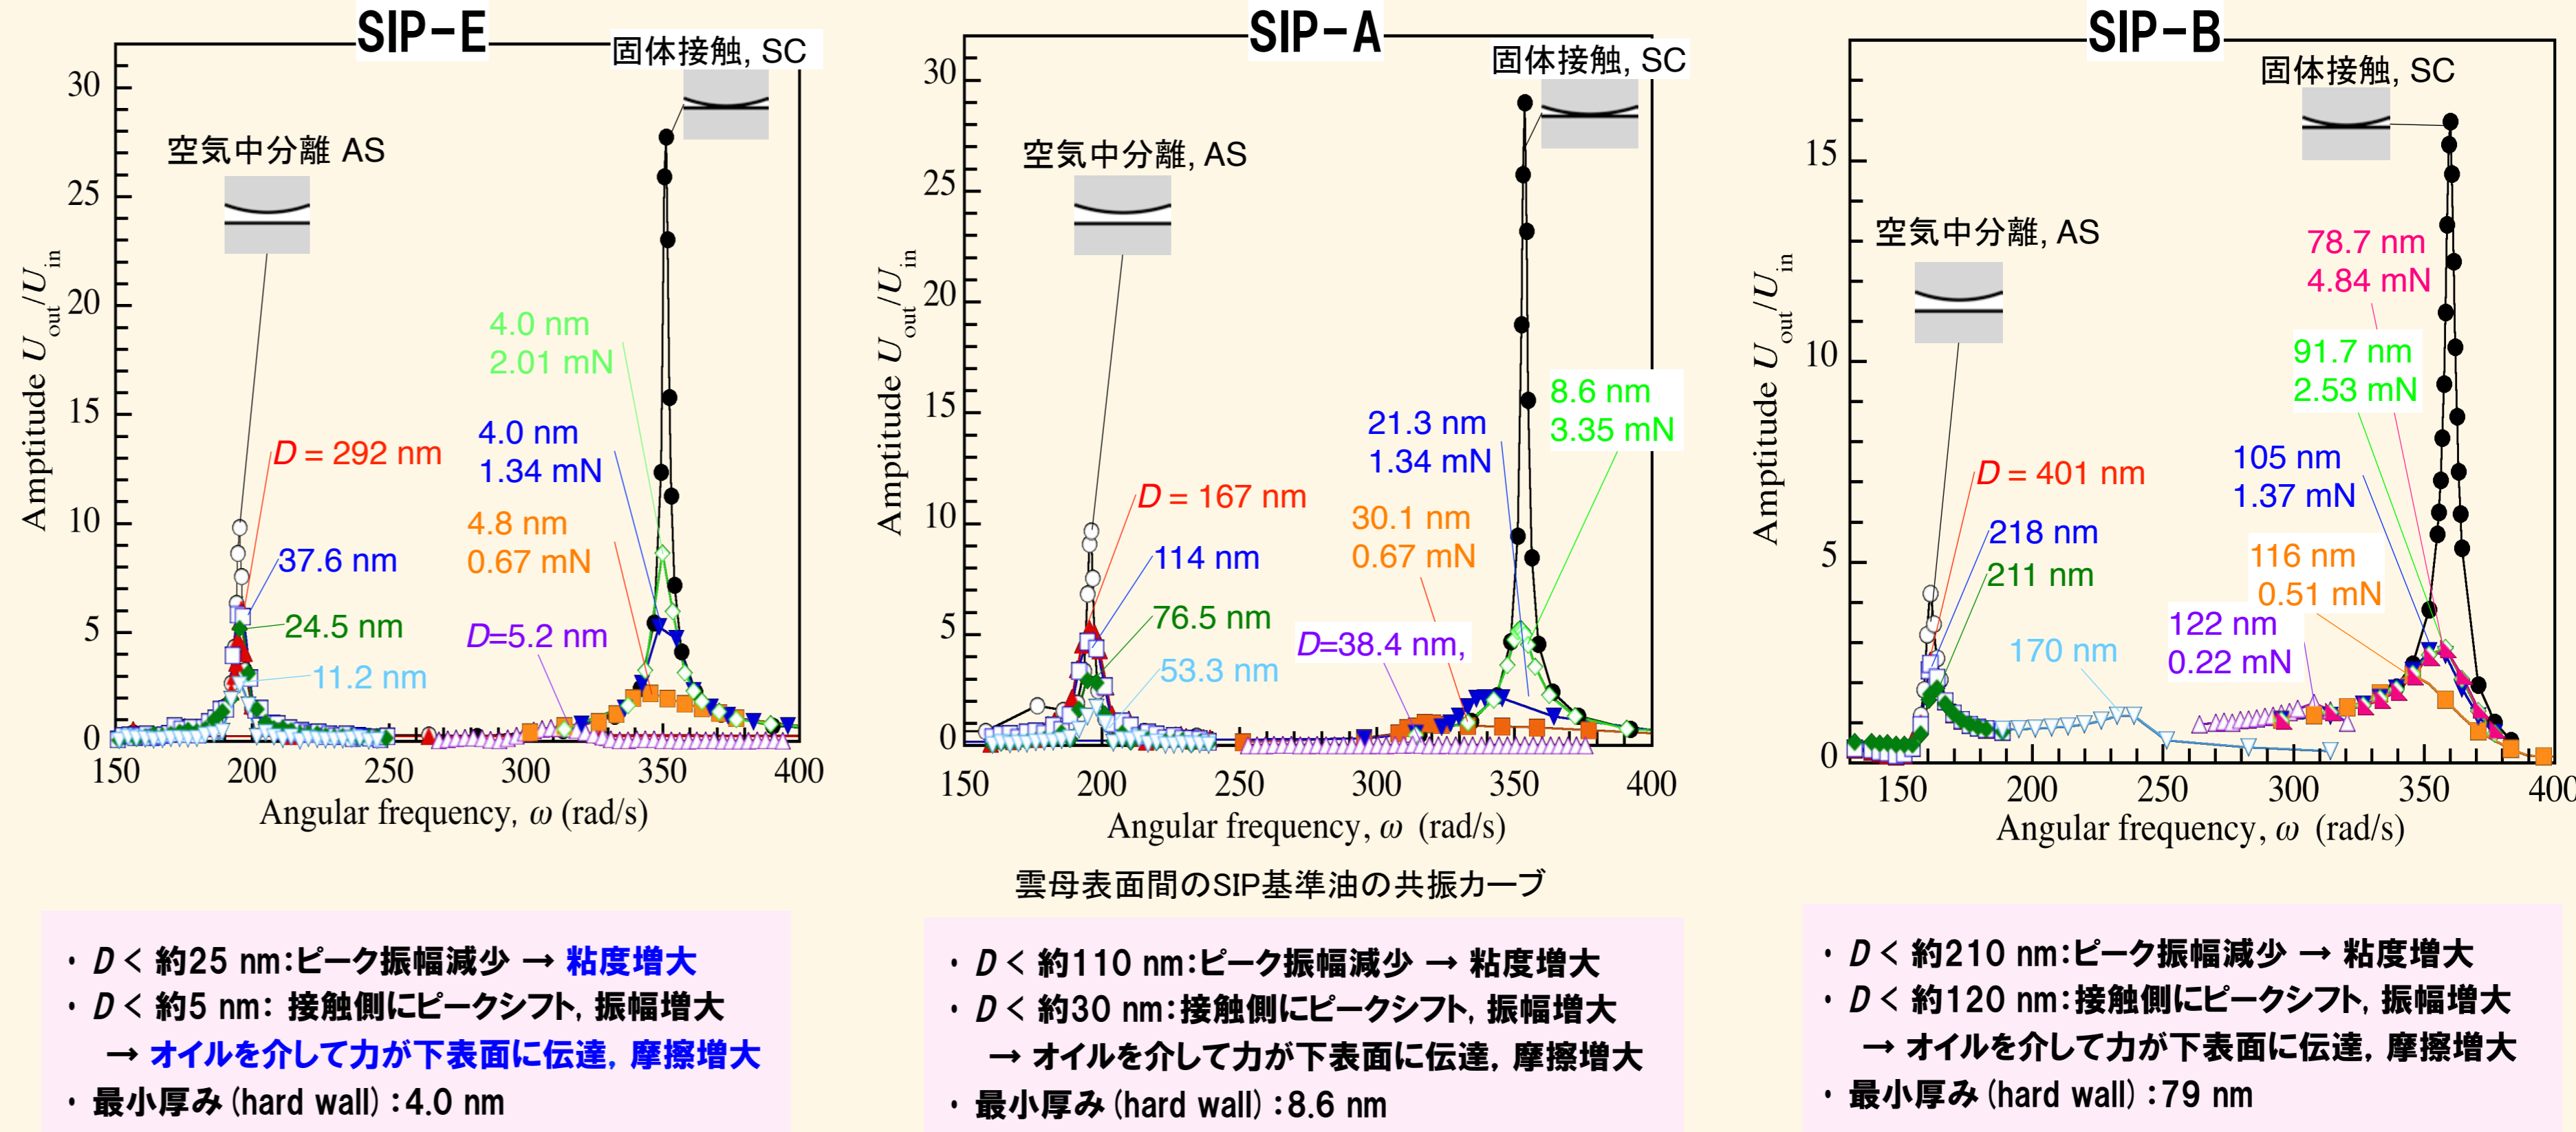 SIP-E
固体接触, SC
空気中分離 AS
30
25
20
15
10
5
0
Amptitude U out/U in
D = 292 nm
37.6 nm
24.5 nm
11.2 nm
4.0 nm
2.01 mN
4.0 nm
1.34 mN
4.8 nm
0.67 mN
D=5.2 nm
150 200 250 300 350 400
Angular frequency, ω (rad/s)
SIP-A
固体接触, SC
空気中分離, AS
30
25
20
15
10
5
0
Amptitude U out/U in
D = 167 nm
114 nm
76.5 nm
53.3 nm
8.6 nm
3.35 mN
21.3 nm
1.34 mN
30.1 nm
0.67 mN
D=38.4 nm,
150 200 250 300 350 400
Angular frequency, ω (rad/s)
SIP-B
固体接触, SC
空気中分離, AS
15
10
5
0
Amptitude U out/U in
D = 401 nm
218 nm
211 nm
170 nm
78.7 nm
4.84 mN
91.7 nm
2.53 mN
105 nm
1.37 mN
116 nm
0.51 mN
122 nm
0.22 mN
150 200 250 300 350 400
Angular frequency, ω (rad/s)
雲母表面間のSIP基準油の共振カーブ
・D < 約25 nm：ピーク振幅減少 → 粘度増大
・D < 約5 nm： 接触側にピークシフト, 振幅増大
→ オイルを介して力が下表面に伝達, 摩擦増大
・最小厚み (hard wall) ：4.0 nm
・D < 約110 nm：ピーク振幅減少 → 粘度増大
・D < 約30 nm：接触側にピークシフト, 振幅増大
→ オイルを介して力が下表面に伝達, 摩擦増大
・最小厚み (hard wall) ：8.6 nm
・D < 約210 nm：ピーク振幅減少 → 粘度増大
・D < 約120 nm：接触側にピークシフト, 振幅増大
→ オイルを介して力が下表面に伝達, 摩擦増大
・最小厚み (hard wall) ：79 nm